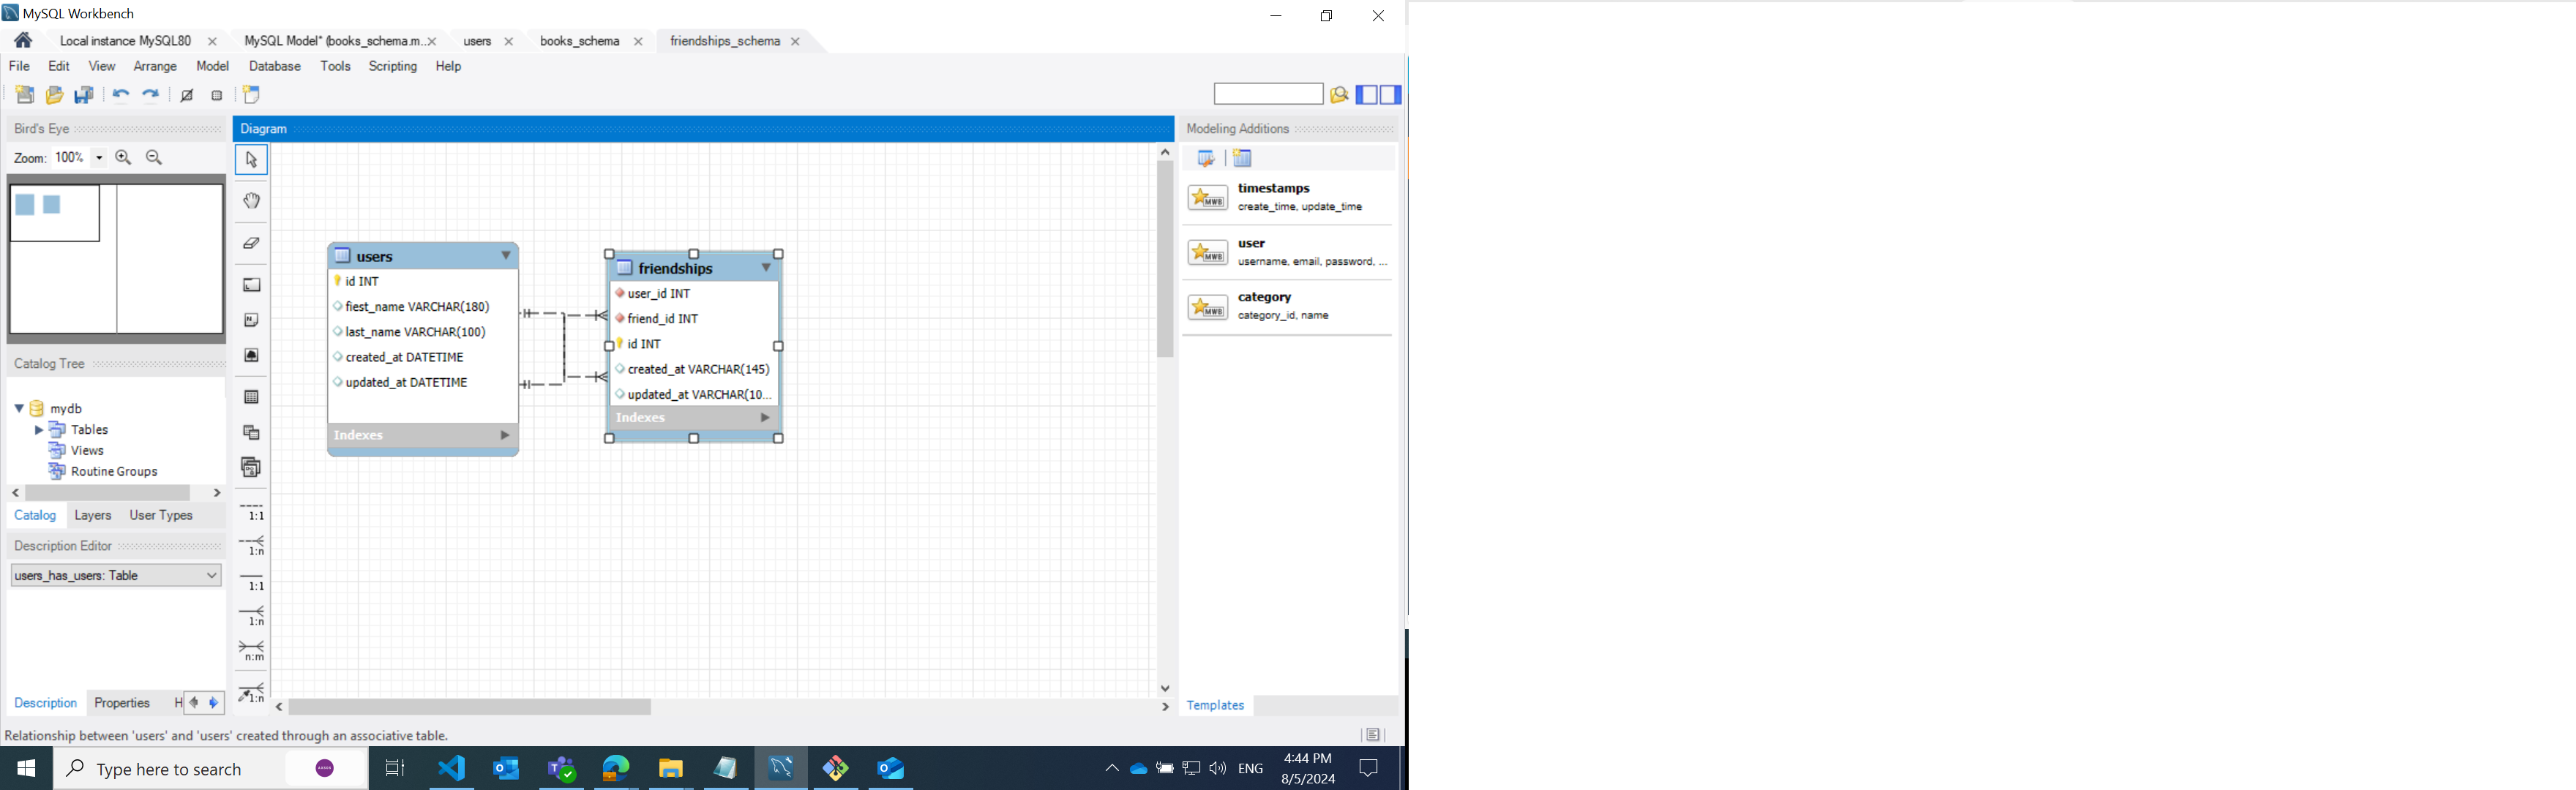 MySQL Workbench
Local instance MySQL80
MySQL Model* (books_schema.m..
users
books_schema
friendships_schema
File Edit View Arrange Model Database Tools Scripting Help
Bird's Eye
Zoom: 100%
Catalog Tree
mydb
Tables
Views
Routine Groups
Catalog Layers User Types
Description Editor
users_has_users: Table
Description Properties H
Diagram
1:1
1:n
1:1
1:n
n:m
1:n
users
id INT
fiest_name VARCHAR(180)
last_name VARCHAR(100)
created_at DATETIME
updated_at DATETIME
Indexes
friendships
user_id INT
friend_id INT
id INT
created_at VARCHAR(145)
updated_at VARCHAR(10...
Indexes
Modeling Additions
MWB
timestamps
create_time, update_time
MWB
user
username, email, password, ...
MWB
category
category_id, name
Templates
Relationship between 'users' and 'users' created through an associative table.
Type here to search
ENG
4:44 PM
8/5/2024